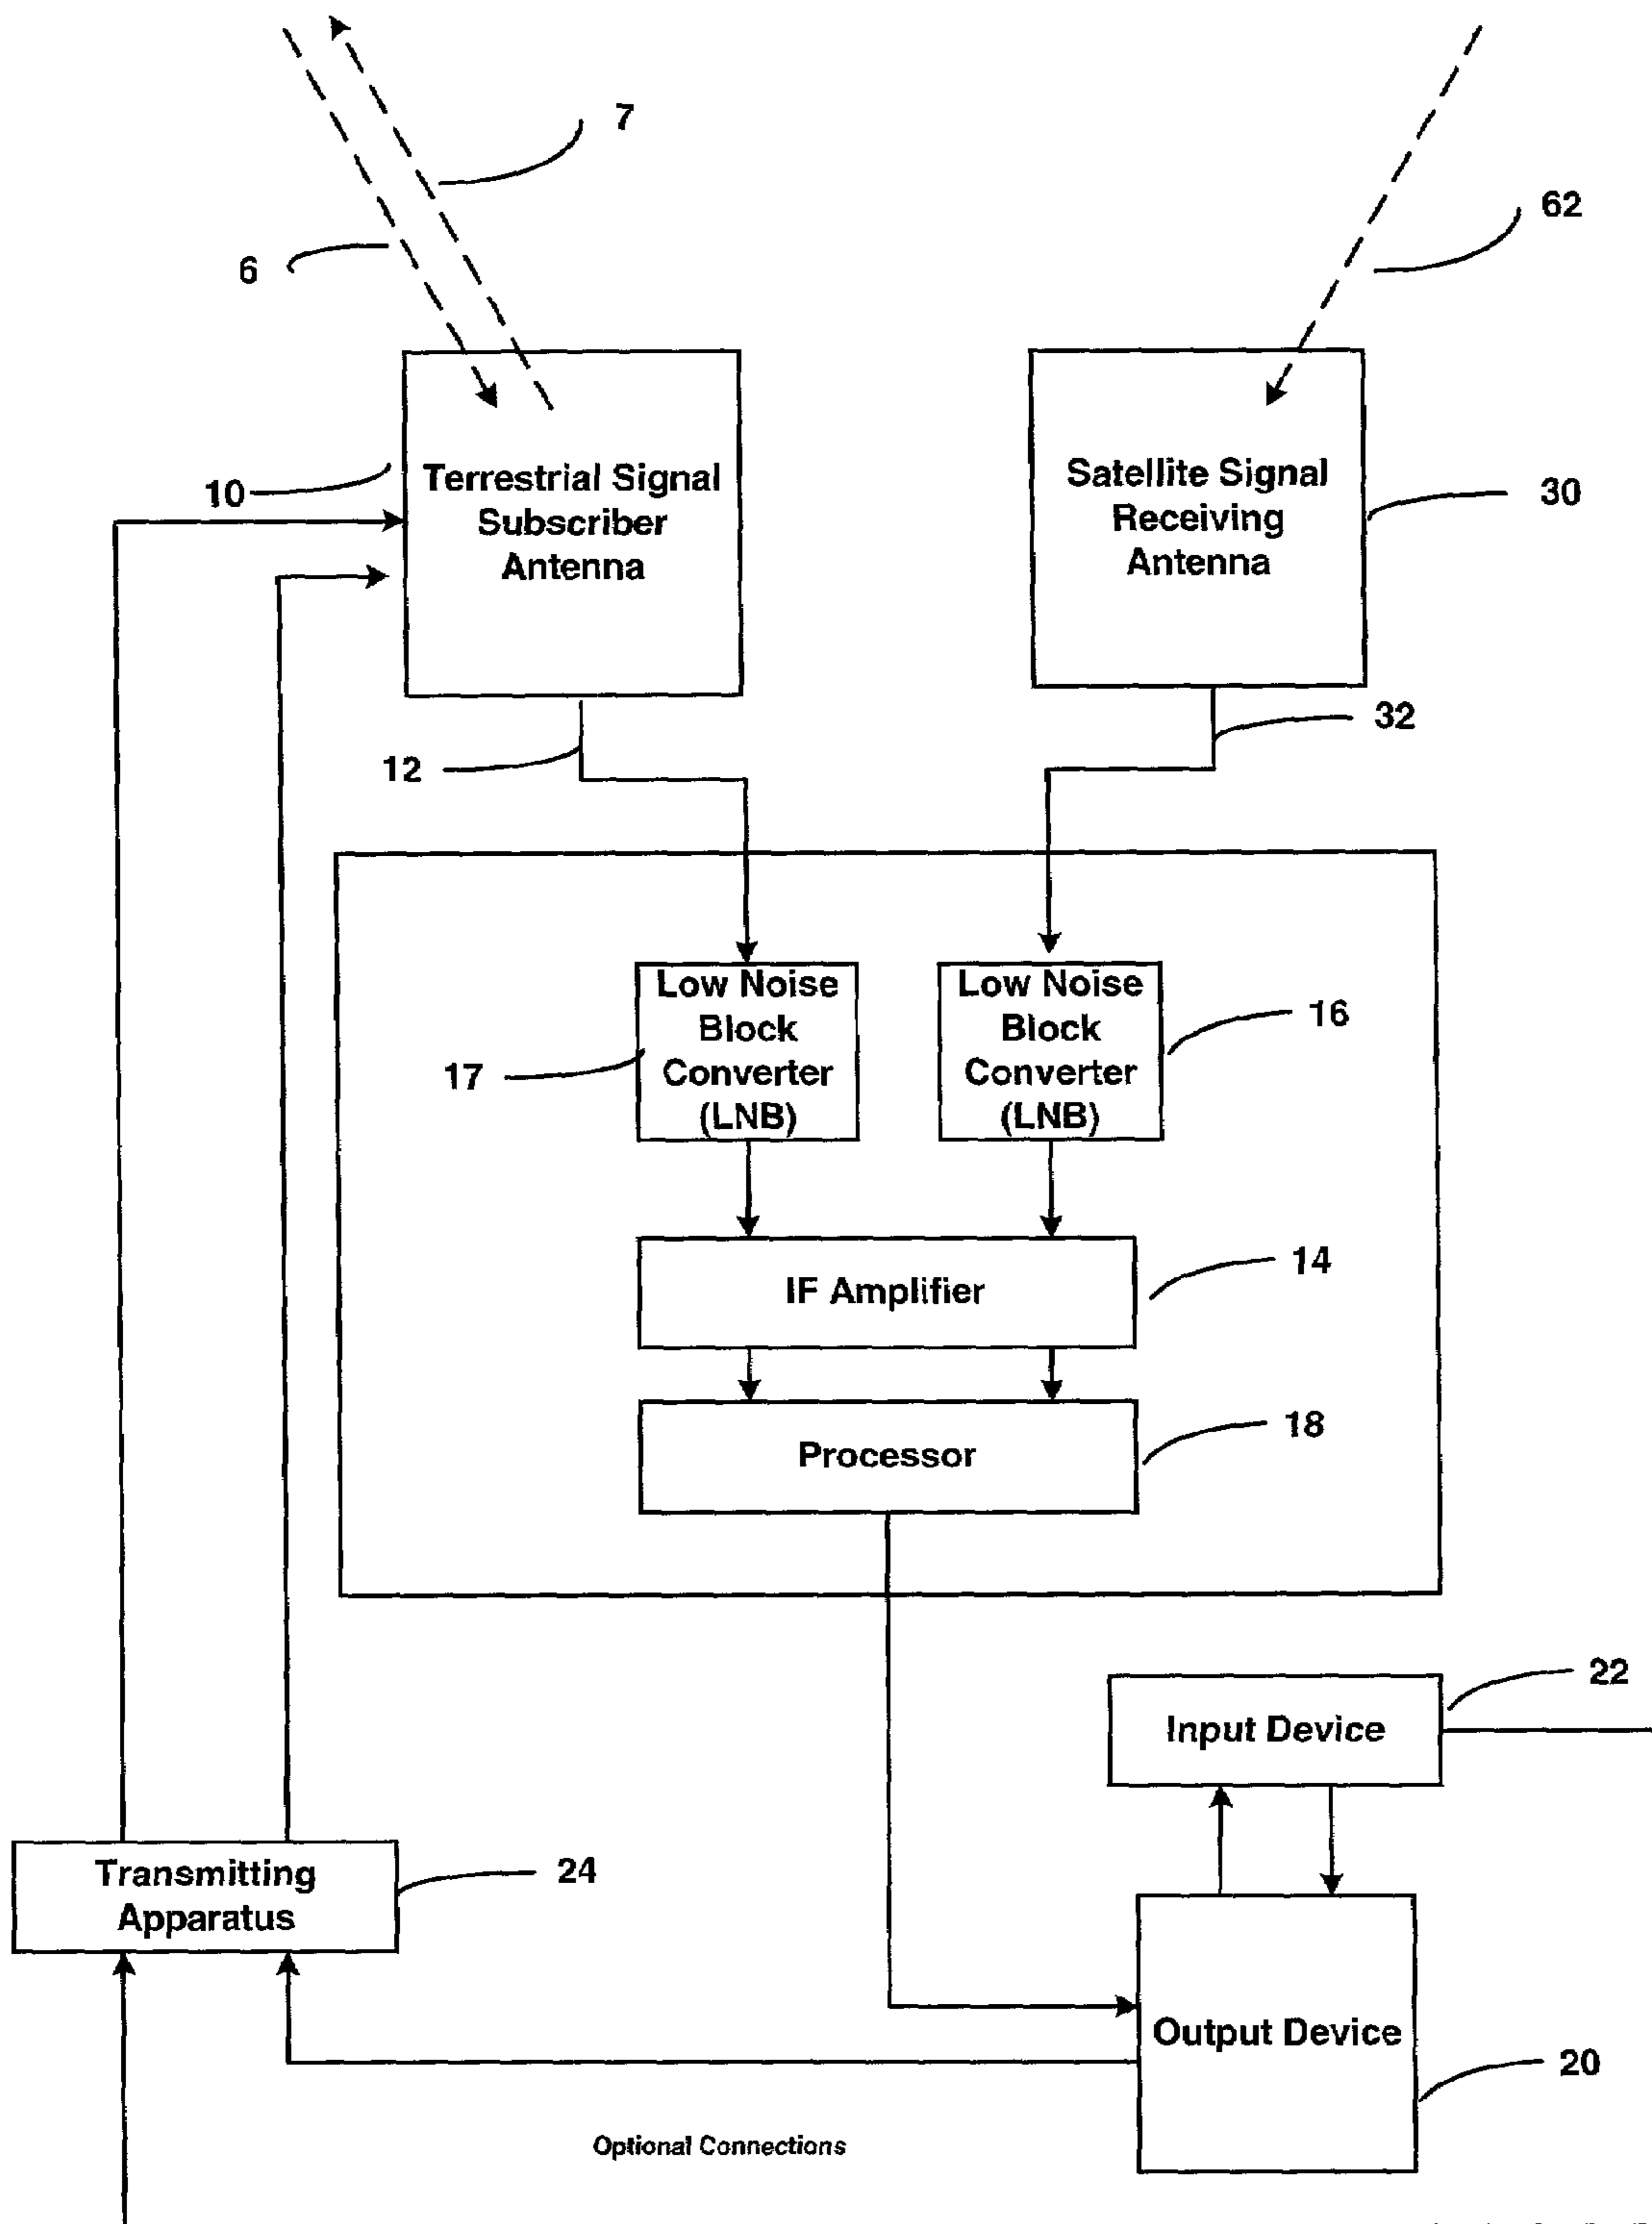 7
62
6
Terrestrial Signal
Subscriber
Antenna
10
Satellite Signal
Receiving
Antenna
30
12
32
Low Noise
Block
Converter
(LNB)
17
Low Noise
Block
Converter
(LNB)
16
IF Amplifier
14
Processor
18
Input Device
22
Transmitting
Apparatus
24
Output Device
20
Optional Connections